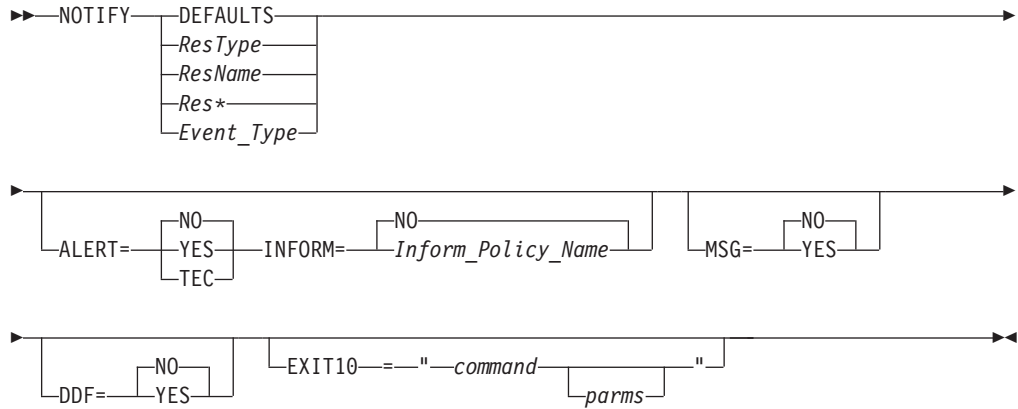 NOTIFY DEFAULTS
ResType
ResName
Res*
Event_Type
NO NO NO
ALERT= YES INFORM= Inform_Policy_Name MSG= YES
TEC
NO EXIT10 = " command "
DDF= YES parms